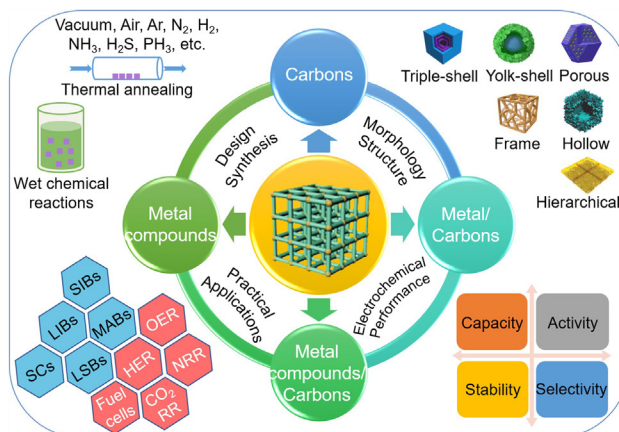 Vacuum, Air, Ar, N₂, H₂,
NH₃, H₂S, PH₃, etc.
Thermal annealing
Wet chemical
reactions
Carbons
Triple-shell
Yolk-shell
Porous
Frame
Hollow
Hierarchical
Design
Synthesis
Morphology
Structure
Metal
compounds
Metal/
Carbons
Practical
Applications
Electrochemical
Performance
Metal
compounds/
Carbons
SIBs
LIBs
MABs
OER
SCs
LSBs
HER
NRR
Fuel
cells
CO₂
RR
Capacity
Activity
Stability
Selectivity